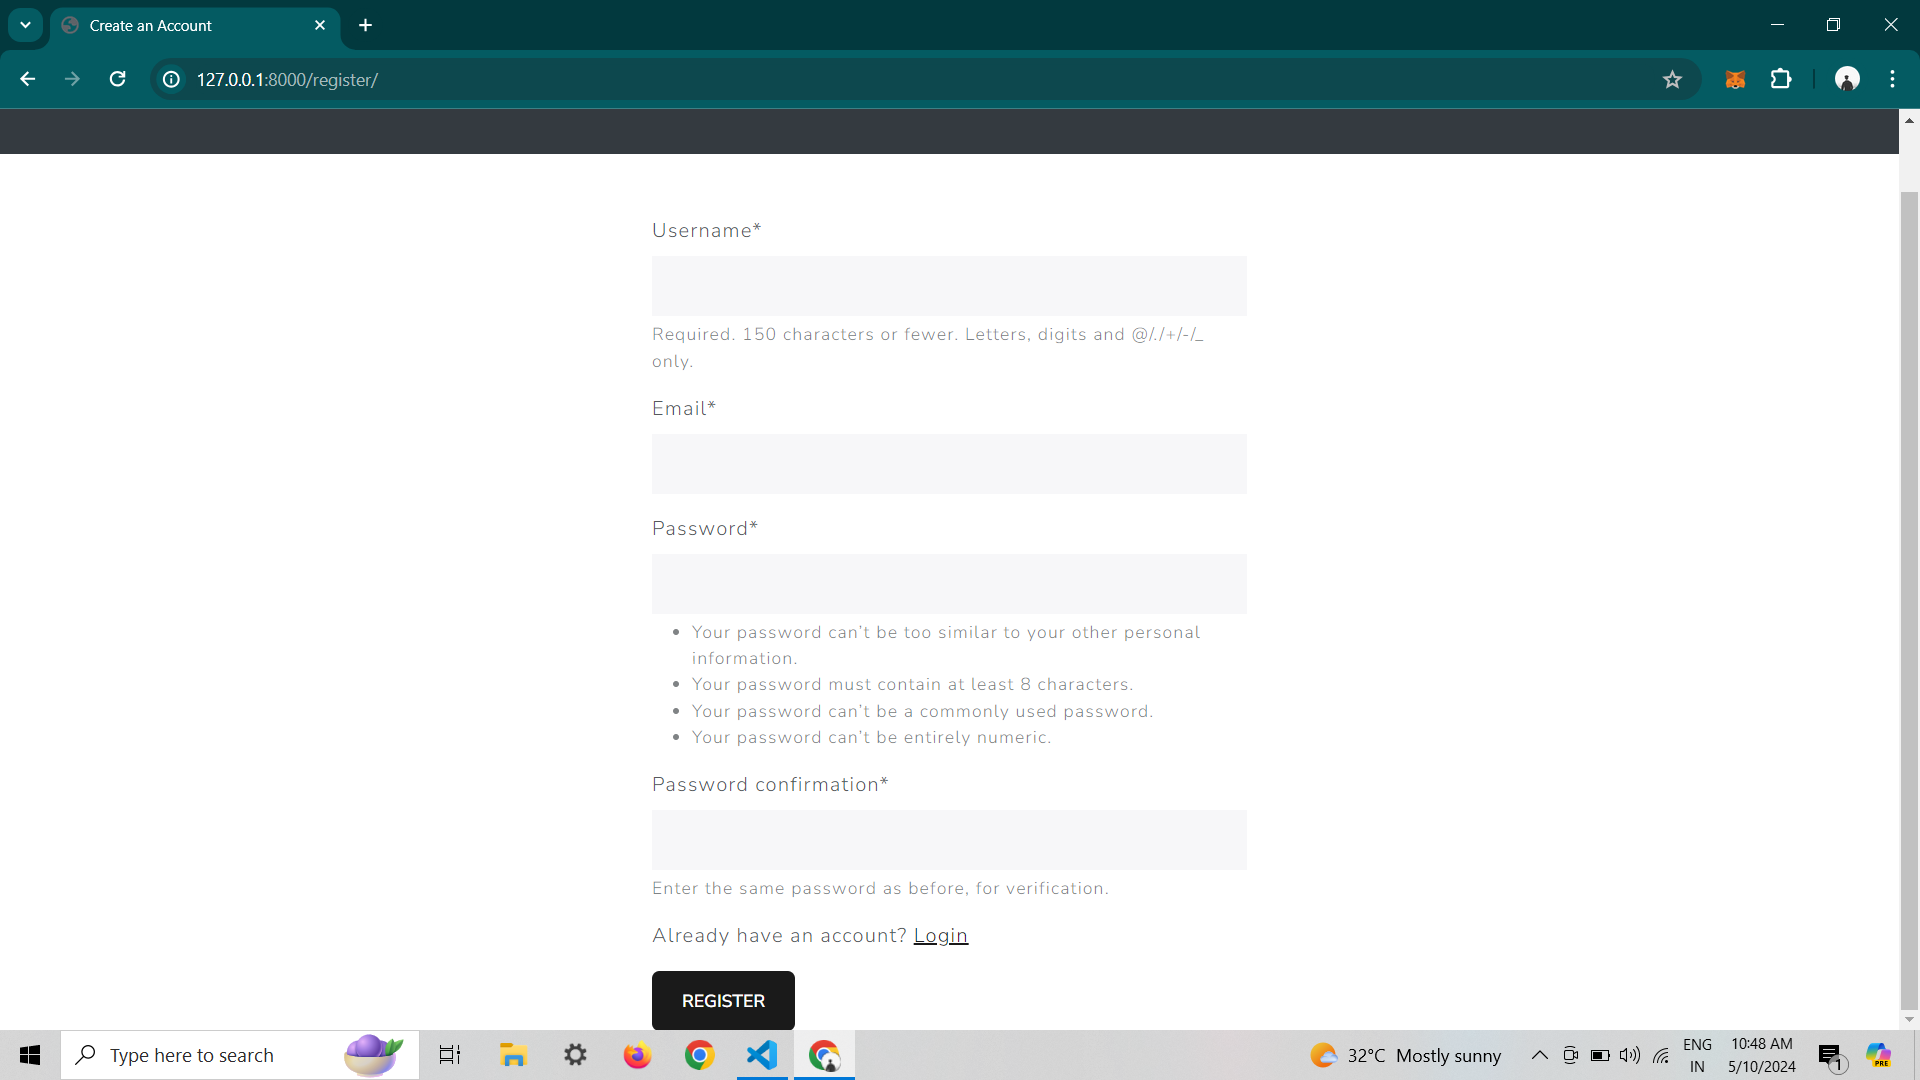 Create an Account
127.0.0.1:8000/register/
Username*
Required. 150 characters or fewer. Letters, digits and @/./+/-/_
only.
Email*
Password*
Your password can't be too similar to your other personal
information.
Your password must contain at least 8 characters.
Your password can't be a commonly used password.
Your password can't be entirely numeric.
Password confirmation*
Enter the same password as before, for verification.
Already have an account? Login
REGISTER
Type here to search
32°C Mostly sunny
ENG
IN
10:48 AM
5/10/2024
1
PRE